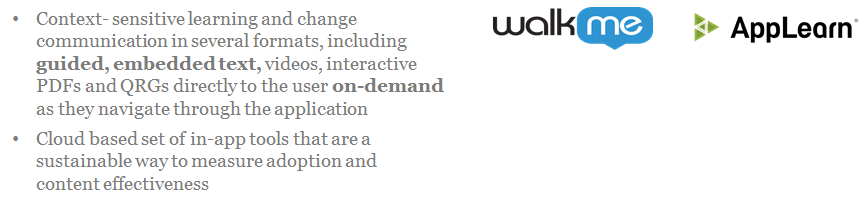 • Context- sensitive learning and change
communication in several formats, including
guided, embedded text, videos, interactive
PDFs and QRGs directly to the user on-demand
as they navigate through the application
• Cloud based set of in-app tools that are a
sustainable way to measure adoption and
content effectiveness
walkme
AppLearn